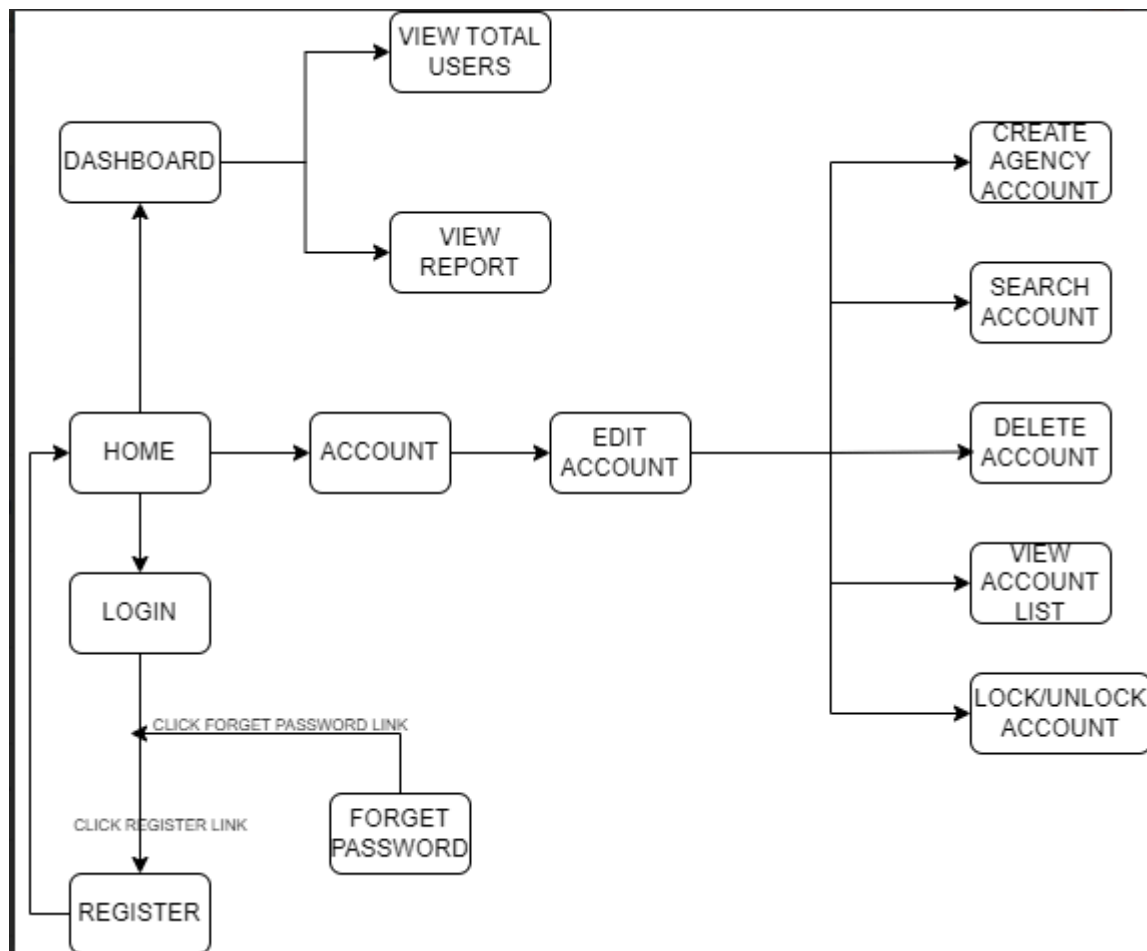 VIEW TOTAL
USERS
DASHBOARD
CREATE
AGENCY
ACCOUNT
VIEW
REPORT
SEARCH
ACCOUNT
HOME
ACCOUNT
EDIT
ACCOUNT
DELETE
ACCOUNT
VIEW
ACCOUNT
LIST
LOGIN
LOCK/UNLOCK
ACCOUNT
CLICK FORGET PASSWORD LINK
CLICK REGISTER LINK
FORGET
PASSWORD
REGISTER